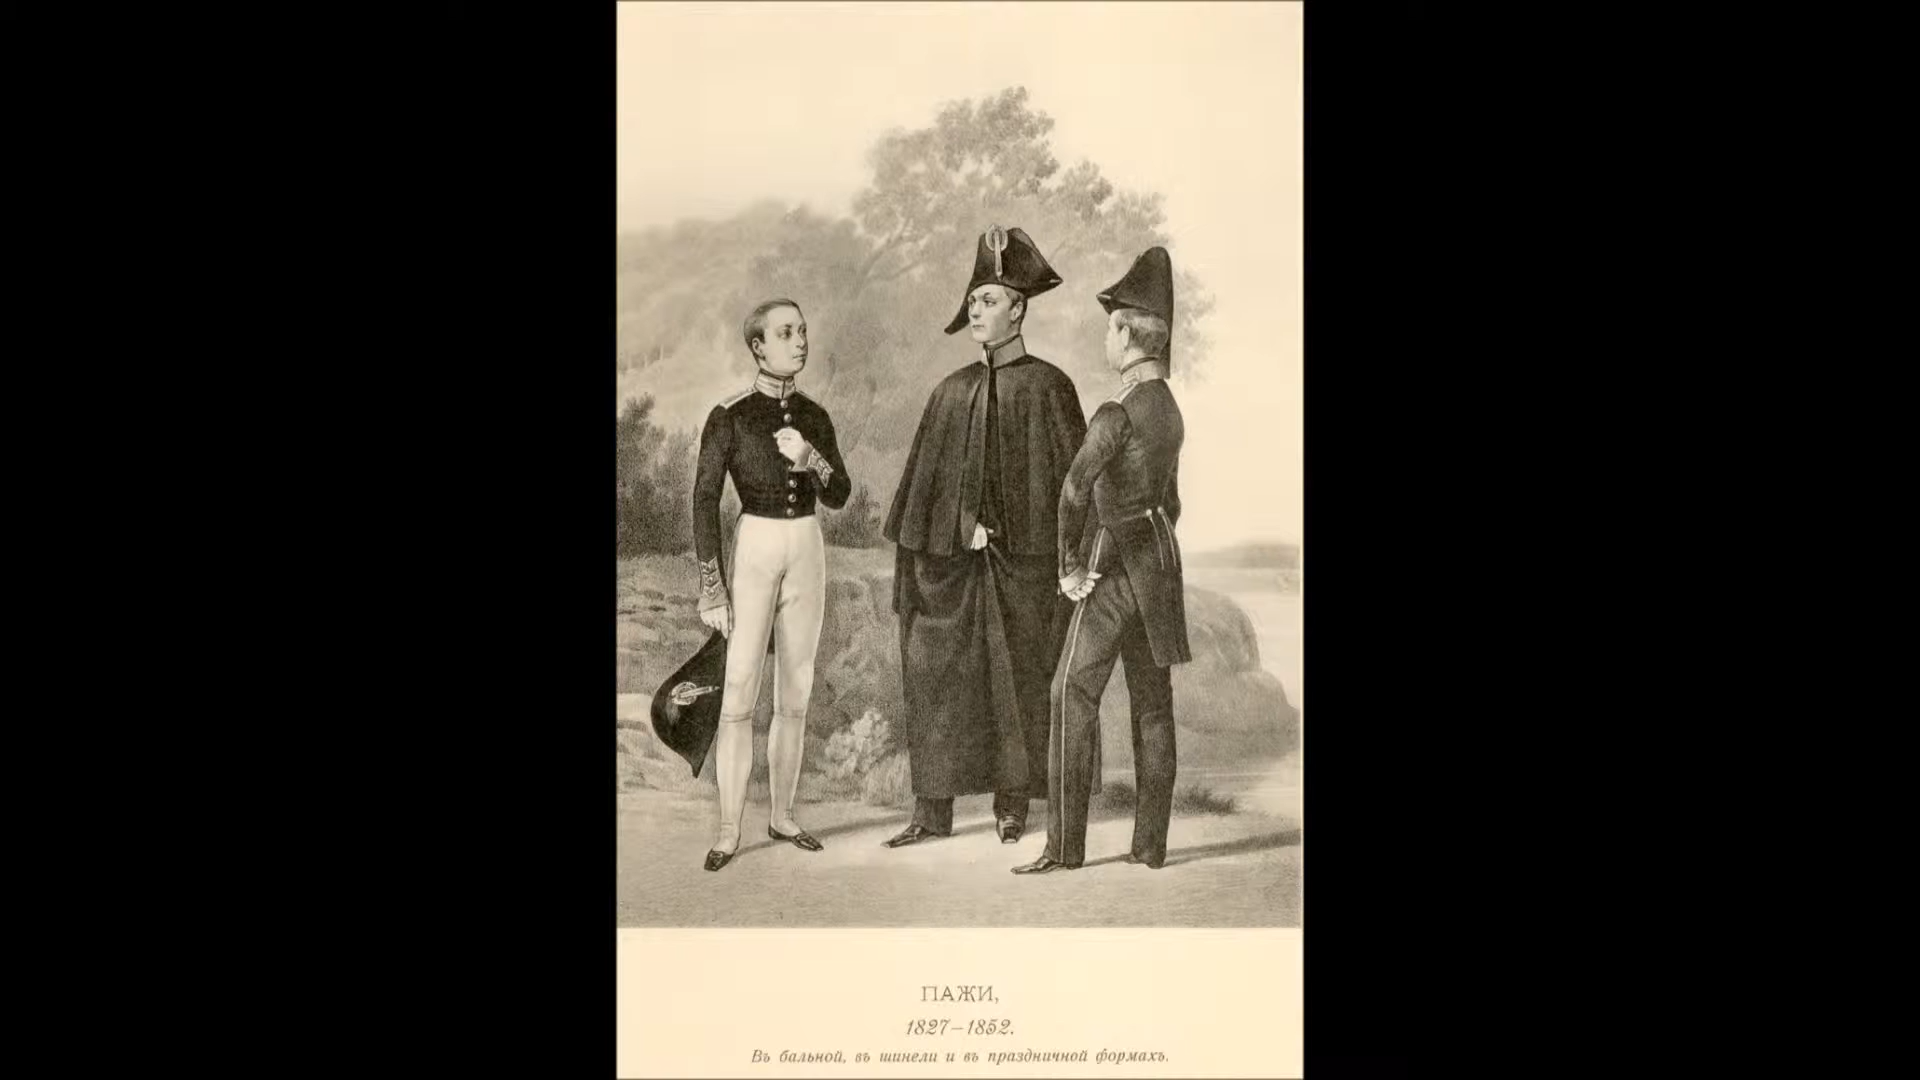 ПАЖИ,
1827–1852.
Въ бальной, въ шинели и въ праздничной формахъ.